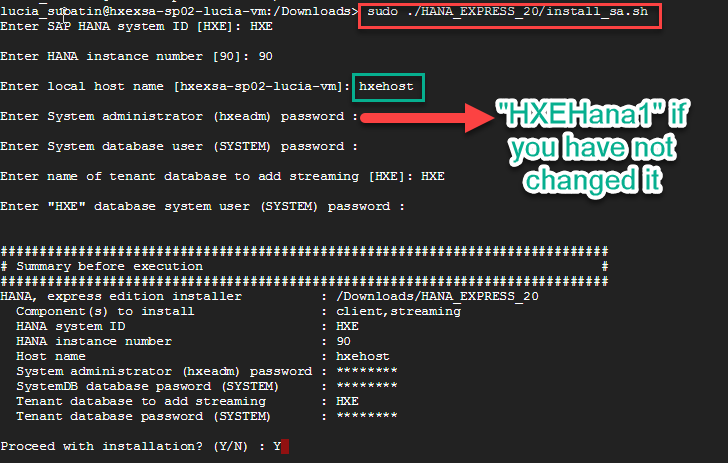 lucia_subatin@hxexsa-sp02-lucia-vm:/Downloads> sudo ./HANA_EXPRESS_20/install_sa.sh
Enter SAP HANA system ID [HXE]: HXE
Enter HANA instance number [90]: 90
Enter local host name [hxexsa-sp02-lucia-vm]: hxehost
Enter System administrator (hxeadm) password :
"HXEHana1" if
you have not
changed it
Enter System database user (SYSTEM) password :
Enter name of tenant database to add streaming [HXE]: HXE
Enter "HXE" database system user (SYSTEM) password :
##############################################################################
# Summary before execution #
##############################################################################
HANA, express edition installer : /Downloads/HANA_EXPRESS_20
Component(s) to install : client,streaming
HANA system ID : HXE
HANA instance number : 90
Host name : hxehost
System administrator (hxeadm) password : ********
SystemDB database pasword (SYSTEM) : ********
Tenant database to add streaming : HXE
Tenant database password (SYSTEM) : ********
Proceed with installation? (Y/N) : Y